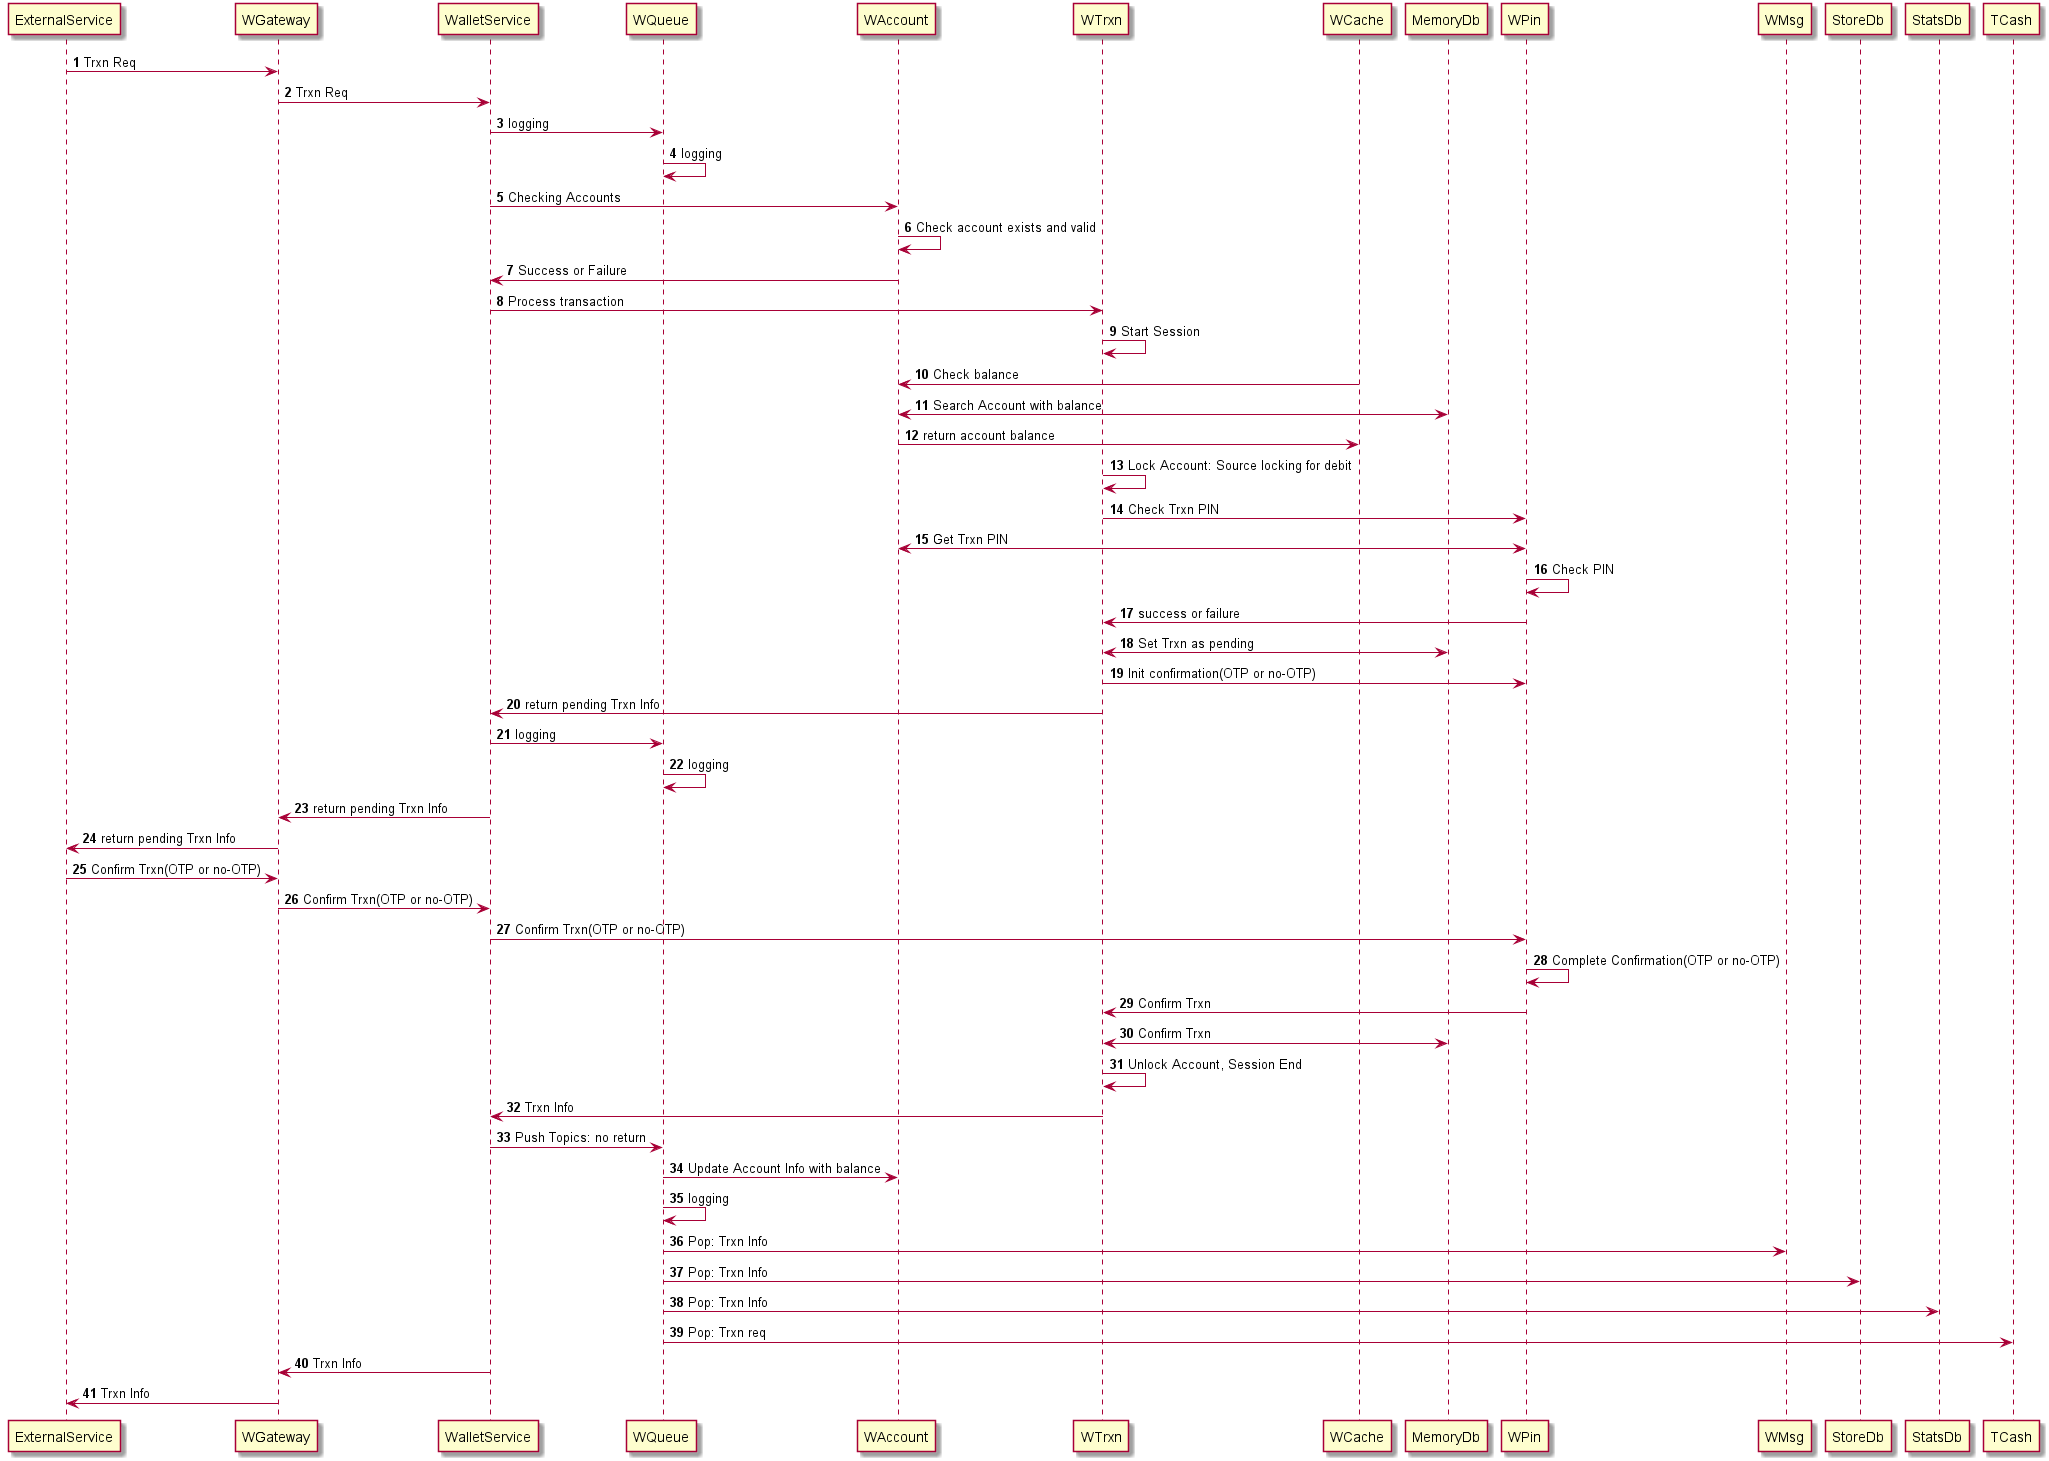 ExternalService WGateway WalletService WQueue WAccount WTrxn WCache MemoryDb WPin WMsg StoreDb StatsDb TCash
1 Trxn Req
2 Trxn Req
3 logging
4 logging
5 Checking Accounts
6 Check account exists and valid
7 Success or Failure
8 Process transaction
9 Start Session
10 Check balance
11 Search Account with balance
12 return account balance
13 Lock Account: Source locking for debit
14 Check Trxn PIN
15 Get Trxn PIN
16 Check PIN
17 success or failure
18 Set Trxn as pending
19 Init confirmation(OTP or no-OTP)
20 return pending Trxn Info
21 logging
22 logging
23 return pending Trxn Info
24 return pending Trxn Info
25 Confirm Trxn(OTP or no-OTP)
26 Confirm Trxn(OTP or no-OTP)
27 Confirm Trxn(OTP or no-OTP)
28 Complete Confirmation(OTP or no-OTP)
29 Confirm Trxn
30 Confirm Trxn
31 Unlock Account, Session End
32 Trxn Info
33 Push Topics: no return
34 Update Account Info with balance
35 logging
36 Pop: Trxn Info
37 Pop: Trxn Info
38 Pop: Trxn Info
39 Pop: Trxn req
40 Trxn Info
41 Trxn Info
ExternalService WGateway WalletService WQueue WAccount WTrxn WCache MemoryDb WPin WMsg StoreDb StatsDb TCash